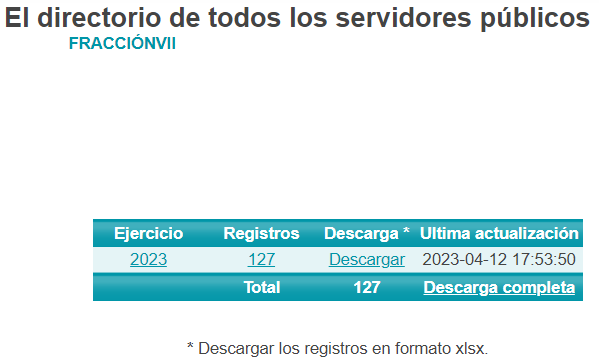 El directorio de todos los servidores públicos
FRACCIÓNVII
Ejercicio Registros Descarga * Ultima actualización
2023 127 Descargar 2023-04-12 17:53:50
Total 127 Descarga completa
* Descargar los registros en formato xlsx.